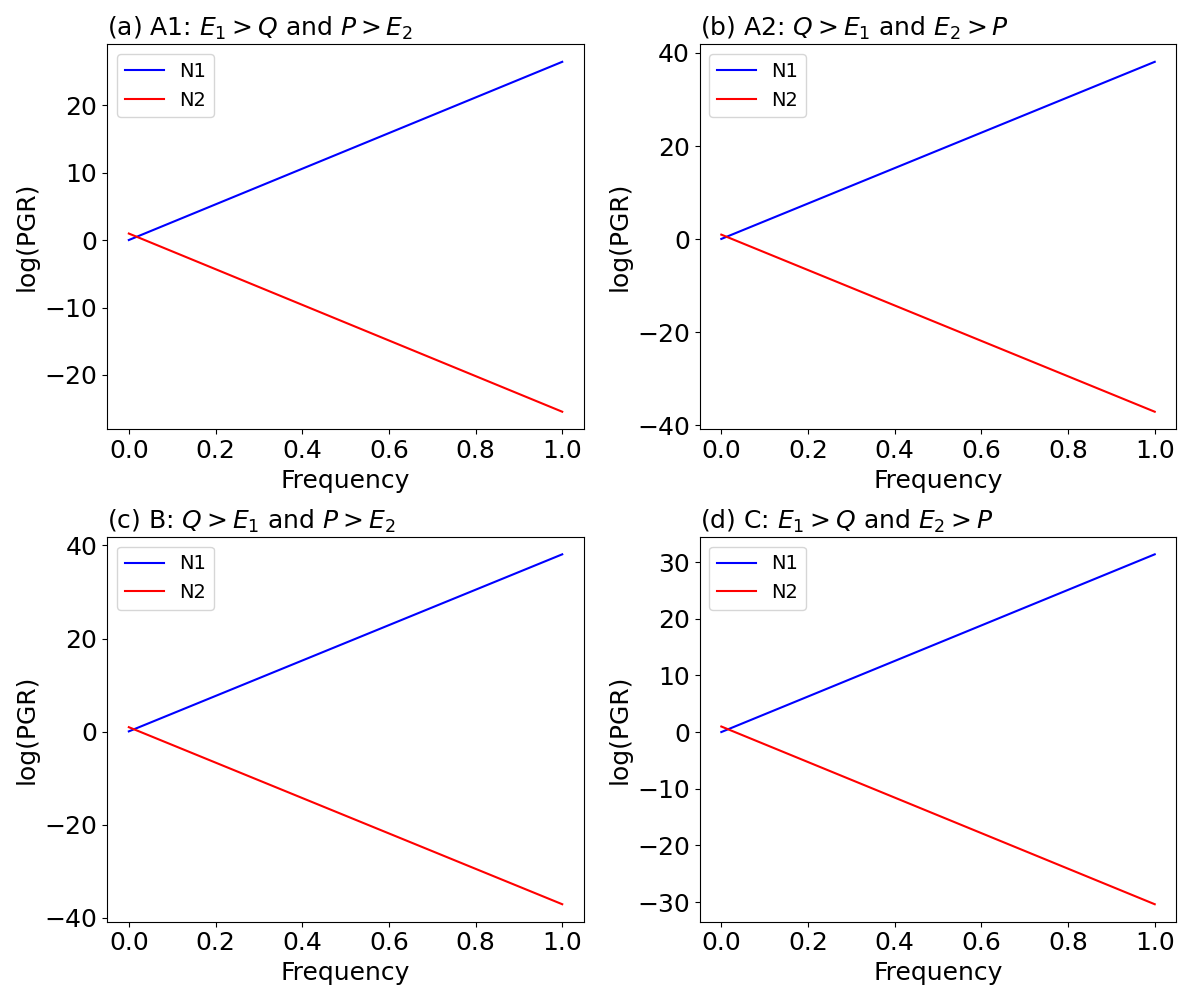 (a) A1: E₁ > Q and P > E₂
N1
N2
20
10
0
−10
−20
log(PGR)
0.0 0.2 0.4 0.6 0.8 1.0
Frequency
(b) A2: Q > E₁ and E₂ > P
N1
N2
40
20
0
−20
−40
log(PGR)
0.0 0.2 0.4 0.6 0.8 1.0
Frequency
(c) B: Q > E₁ and P > E₂
N1
N2
40
20
0
−20
−40
log(PGR)
0.0 0.2 0.4 0.6 0.8 1.0
Frequency
(d) C: E₁ > Q and E₂ > P
N1
N2
30
20
10
0
−10
−20
−30
log(PGR)
0.0 0.2 0.4 0.6 0.8 1.0
Frequency